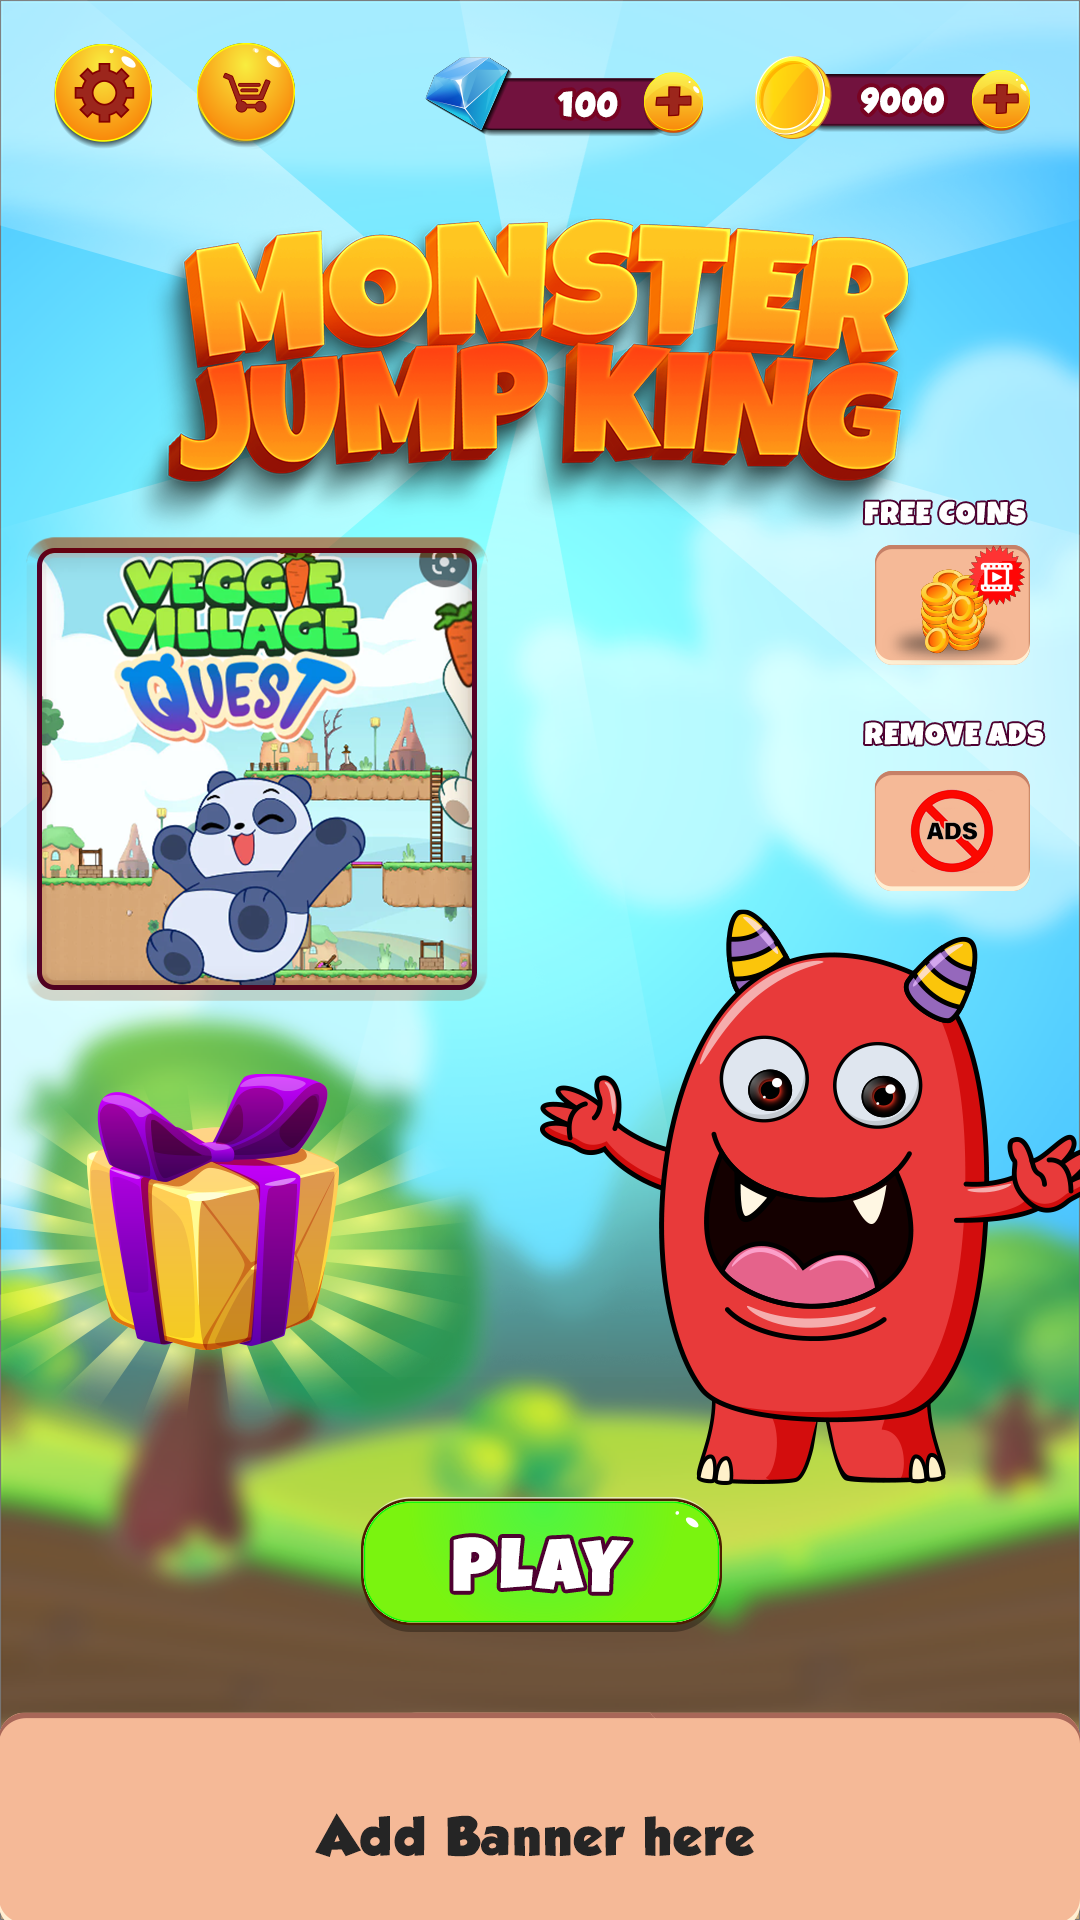 100
9000
MONSTER
JUMP KING
FREE COINS
VEGGIE
VILLAGE
QUEST
REMOVE ADS
ADS
PLAY
Add Banner here